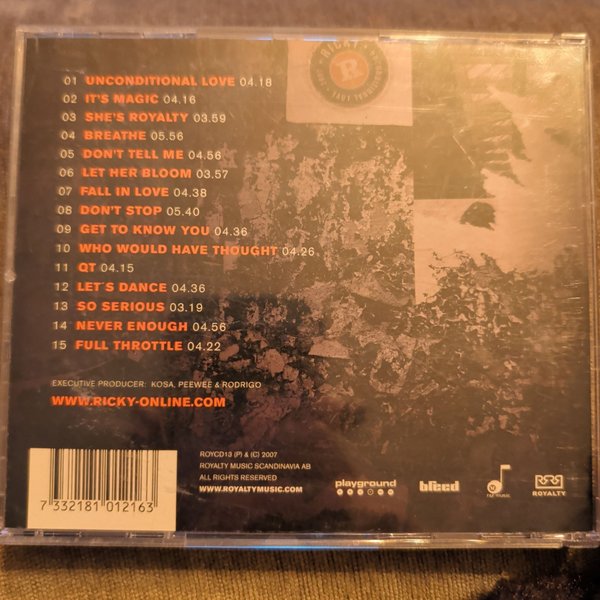 RICKY
R
01 UNCONDITIONAL LOVE 04.18
02 IT'S MAGIC 04.16
03 SHE'S ROYALTY 03.59
04 BREATHE 05.56
05 DON'T TELL ME 04.56
06 LET HER BLOOM 03.57
07 FALL IN LOVE 04.38
08 DON'T STOP 05.40
09 GET TO KNOW YOU 04.36
10 WHO WOULD HAVE THOUGHT 04.26
11 QT 04.15
12 LET´S DANCE 04.36
13 SO SERIOUS 03.19
14 NEVER ENOUGH 04.56
15 FULL THROTTLE 04.22
EXECUTIVE PRODUCER: KOSA, PEEWEE & RODRIGO
WWW.RICKY-ONLINE.COM
ROYCD13 (P) & (C) 2007
ROYALTY MUSIC SCANDINAVIA AB
ALL RIGHTS RESERVED
WWW.ROYALTYMUSIC.COM
playground
ROYALTY
7 332181 012163